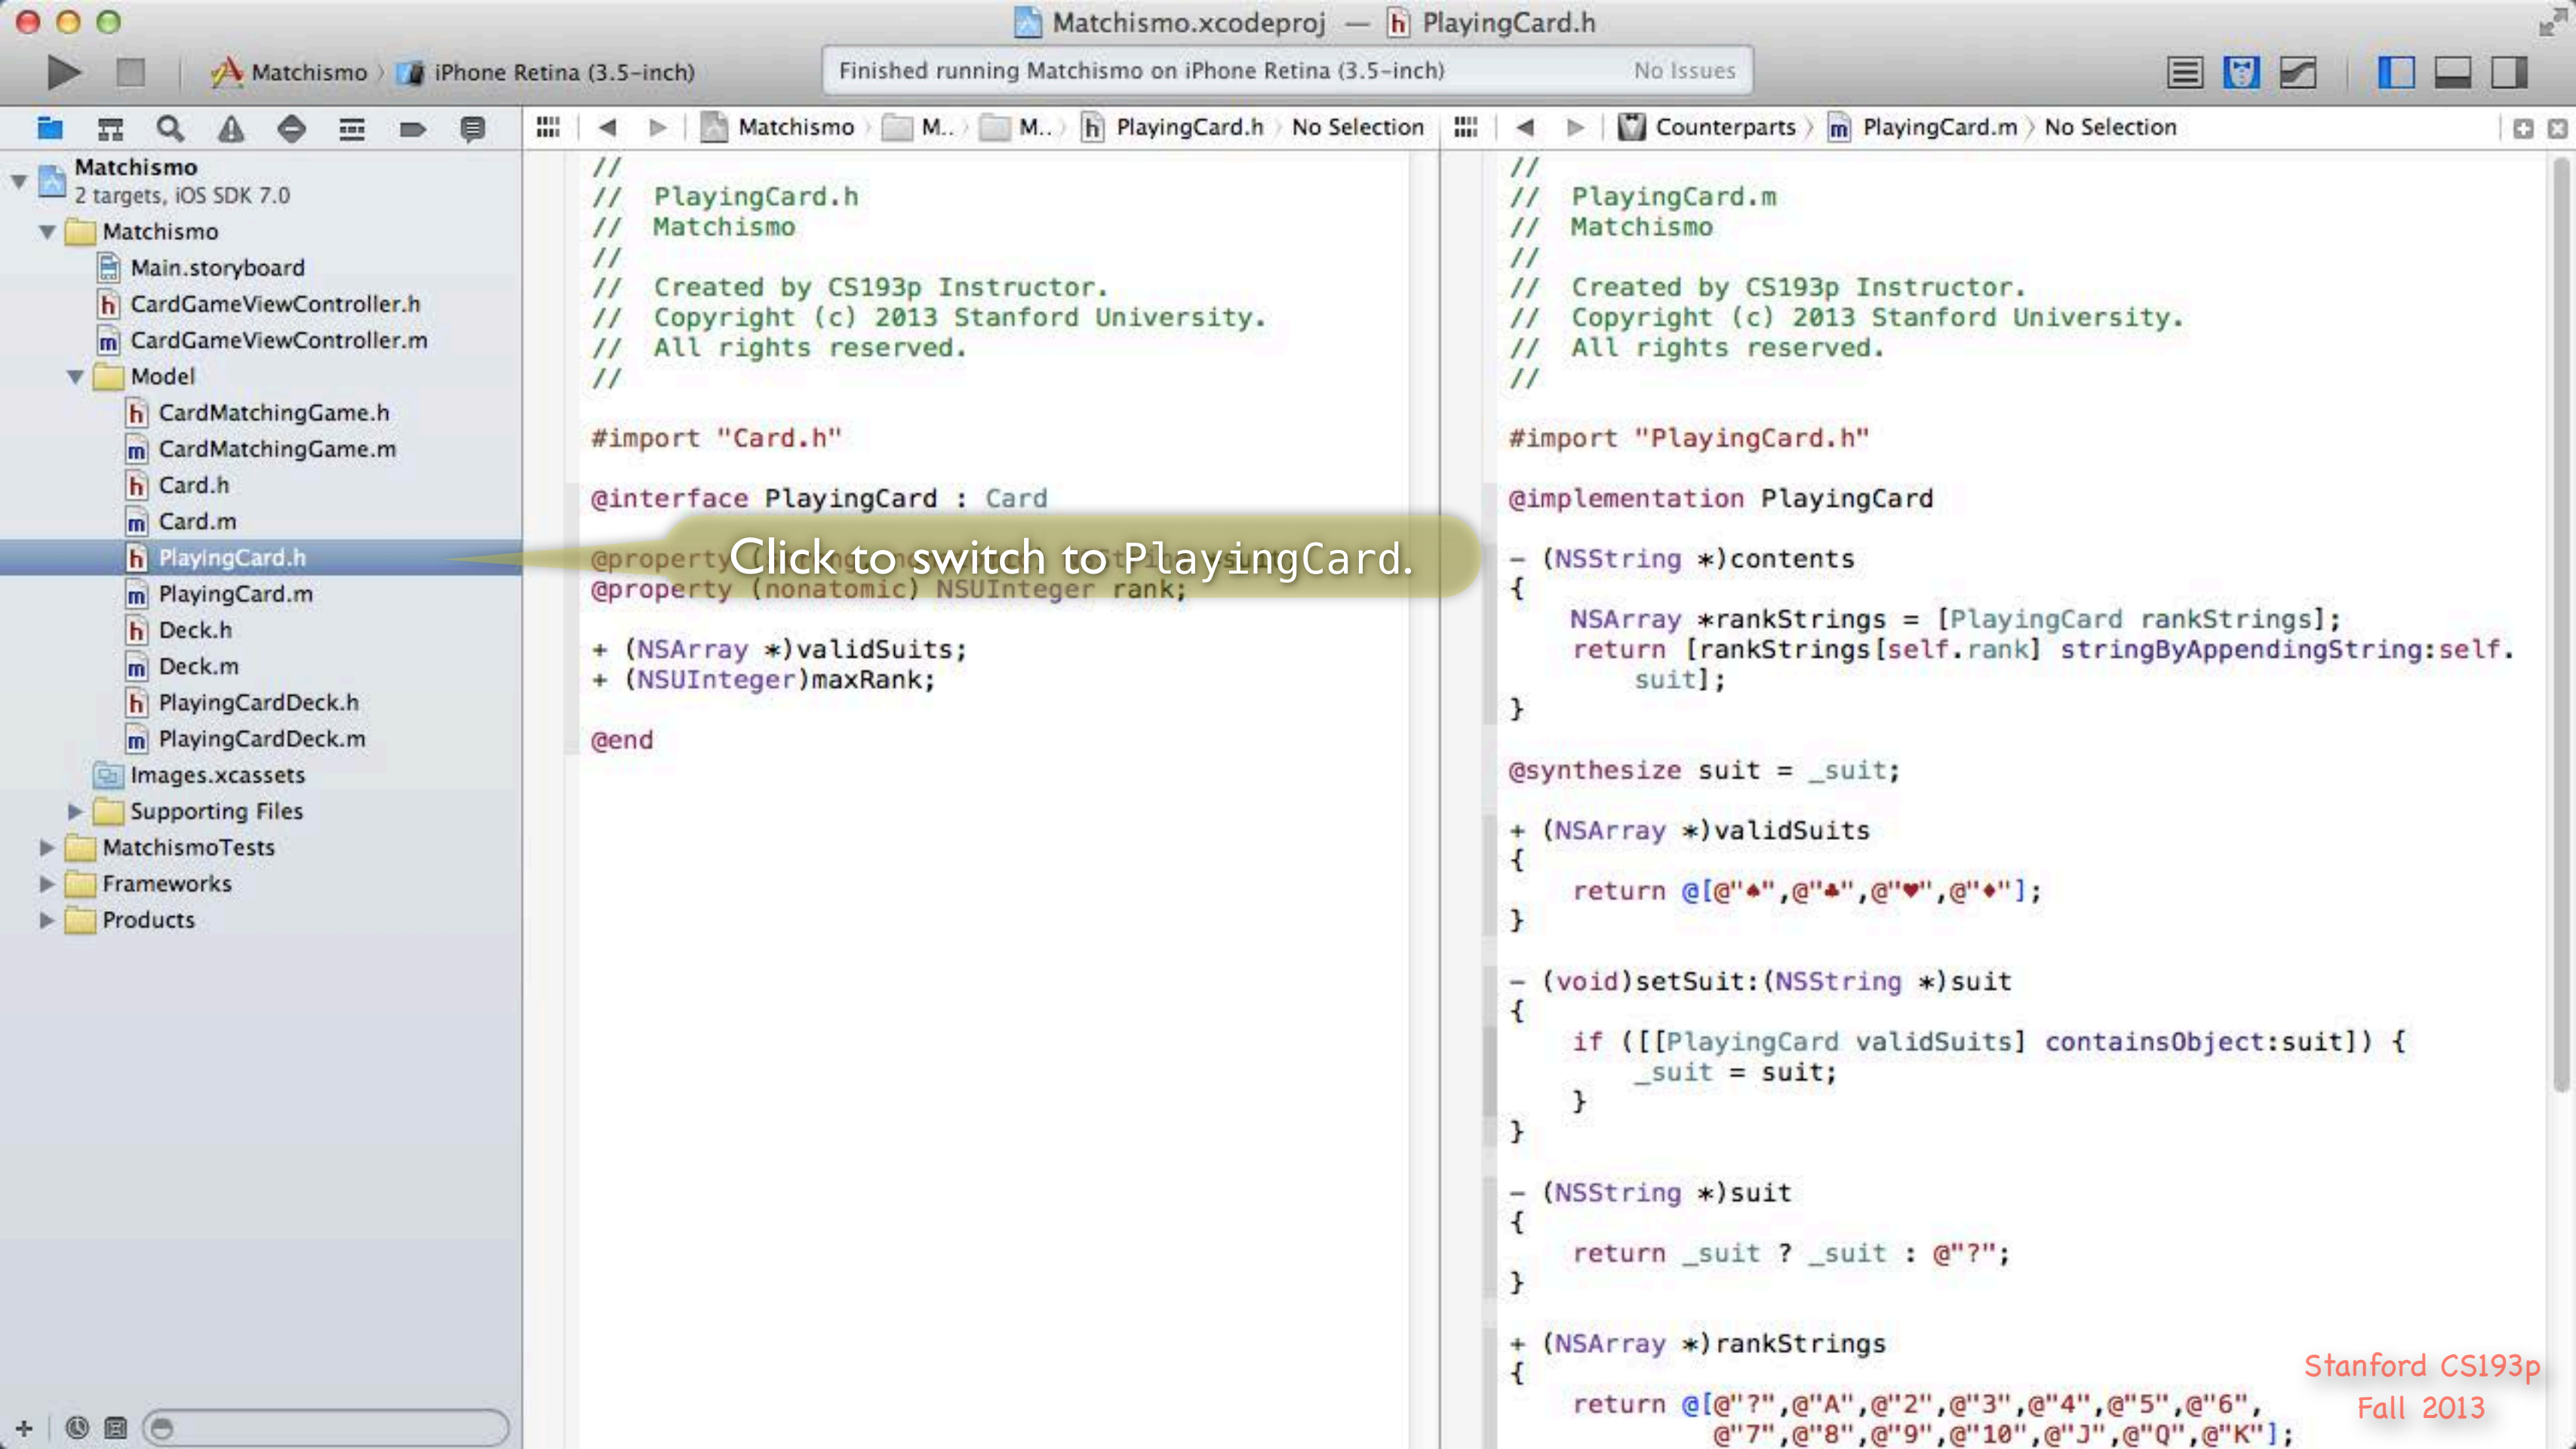 Matchismo.xcodeproj — PlayingCard.h
Matchismo iPhone Retina (3.5-inch)
Finished running Matchismo on iPhone Retina (3.5-inch) No Issues
Matchismo M.. M.. PlayingCard.h No Selection
Counterparts PlayingCard.m No Selection
Matchismo
2 targets, iOS SDK 7.0
Matchismo
Main.storyboard
CardGameViewController.h
CardGameViewController.m
Model
CardMatchingGame.h
CardMatchingGame.m
Card.h
Card.m
PlayingCard.h
PlayingCard.m
Deck.h
Deck.m
PlayingCardDeck.h
PlayingCardDeck.m
Images.xcassets
Supporting Files
MatchismoTests
Frameworks
Products
//
// PlayingCard.h
// Matchismo
//
// Created by CS193p Instructor.
// Copyright (c) 2013 Stanford University.
// All rights reserved.
//
#import "Card.h"
@interface PlayingCard : Card
@property
Click to switch to PlayingCard.
@property (nonatomic) NSUInteger rank;
+ (NSArray *)validSuits;
+ (NSUInteger)maxRank;
@end
//
// PlayingCard.m
// Matchismo
//
// Created by CS193p Instructor.
// Copyright (c) 2013 Stanford University.
// All rights reserved.
//
#import "PlayingCard.h"
@implementation PlayingCard
- (NSString *)contents
{
NSArray *rankStrings = [PlayingCard rankStrings];
return [rankStrings[self.rank] stringByAppendingString:self.
suit];
}
@synthesize suit = _suit;
+ (NSArray *)validSuits
{
return @[@"♠",@"♣",@"♥",@"♦"];
}
- (void)setSuit:(NSString *)suit
{
if ([[PlayingCard validSuits] containsObject:suit]) {
_suit = suit;
}
}
- (NSString *)suit
{
return _suit ? _suit : @"?";
}
+ (NSArray *)rankStrings
{
return @[@"?",@"A",@"2",@"3",@"4",@"5",@"6",
@"7",@"8",@"9",@"10",@"J",@"Q",@"K"];
Stanford CS193p
Fall 2013